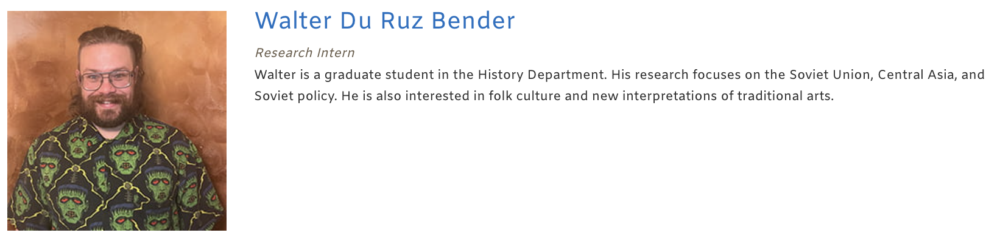 Walter Du Ruz Bender
Research Intern
Walter is a graduate student in the History Department. His research focuses on the Soviet Union, Central Asia, and
Soviet policy. He is also interested in folk culture and new interpretations of traditional arts.